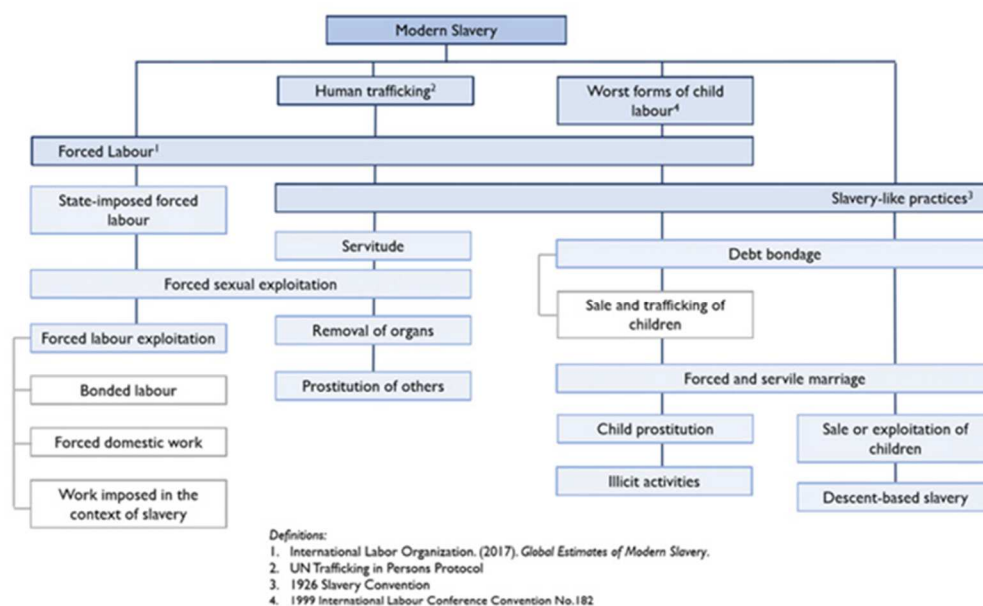 Modern Slavery
Human trafficking2
Worst forms of child
labour4
Forced Labour1
State-imposed forced
labour
Slavery-like practices3
Servitude
Debt bondage
Forced sexual exploitation
Sale and trafficking of
children
Forced labour exploitation
Removal of organs
Bonded labour
Prostitution of others
Forced and servile marriage
Forced domestic work
Child prostitution
Sale or exploitation of
children
Work imposed in the
context of slavery
Illicit activities
Descent-based slavery
Definitions:
1. International Labor Organization. (2017). Global Estimates of Modern Slavery.
2. UN Trafficking in Persons Protocol
3. 1926 Slavery Convention
4. 1999 International Labour Conference Convention No.182